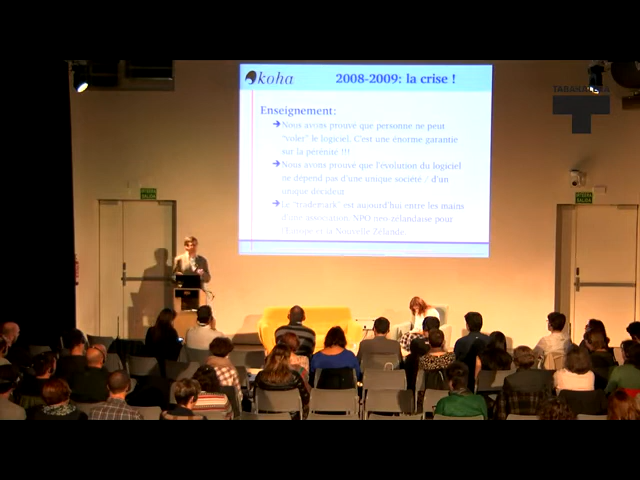 koha
2008-2009: la crise !
Enseignement:
Nous avons prouvé que personne ne peut
"voler" le logiciel. C'est une énorme garantie
sur la pérénité !!!
Nous avons prouvé que l'évolution du logiciel
ne dépend pas d'une unique société / d'un
unique décideur
Le "trademark" est aujourd'hui entre les mains
d'une association NPO néo-zélandaise pour
l'Europe et la Nouvelle Zélande
TABAKALERA
SALIDA
SALIDA